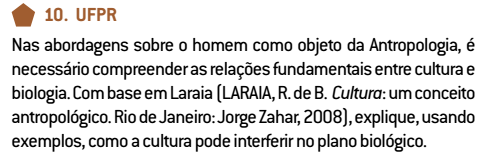 10. UFPR
Nas abordagens sobre o homem como objeto da Antropologia, é
necessário compreender as relações fundamentais entre cultura e
biologia. Com base em Laraia (LARAIA, R. de B. Cultura: um conceito
antropológico. Rio de Janeiro: Jorge Zahar, 2008), explique, usando
exemplos, como a cultura pode interferir no plano biológico.